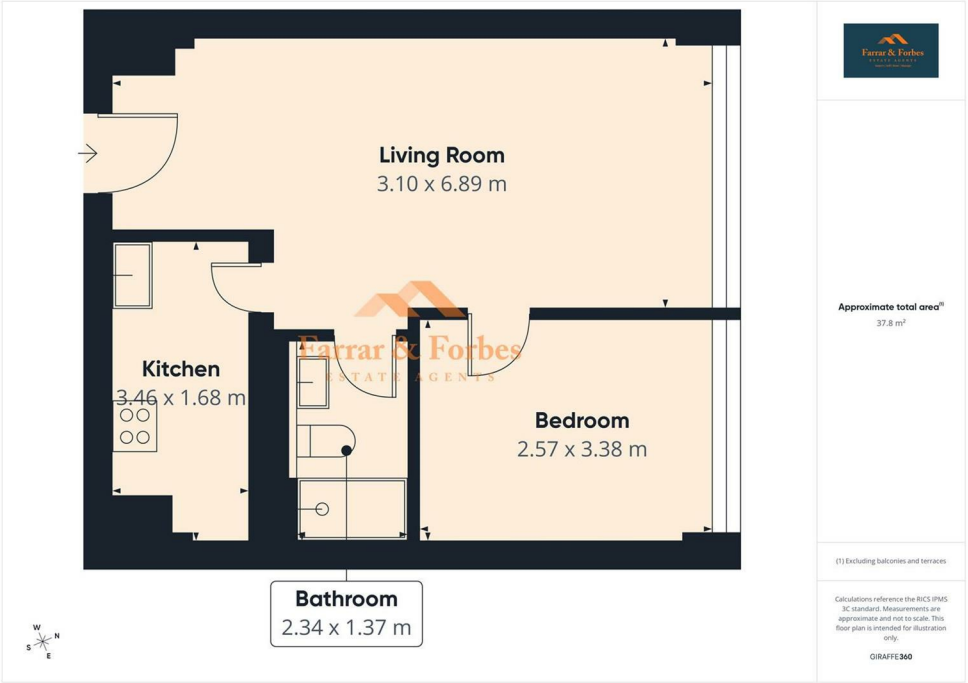 Living Room
3.10 x 6.89 m
Farrar & Forbes
ESTATE AGENTS
Kitchen
3.46 x 1.68 m
Bedroom
2.57 x 3.38 m
Bathroom
2.34 x 1.37 m
W
N
S
E
Farrar & Forbes
ESTATE AGENTS
Approximate total area(1)
37.8 m²
(1) Excluding balconies and terraces
Calculations reference the RICS IPMS
3C standard. Measurements are
approximate and not to scale. This
floor plan is intended for illustration
only.
GIRAFFE360